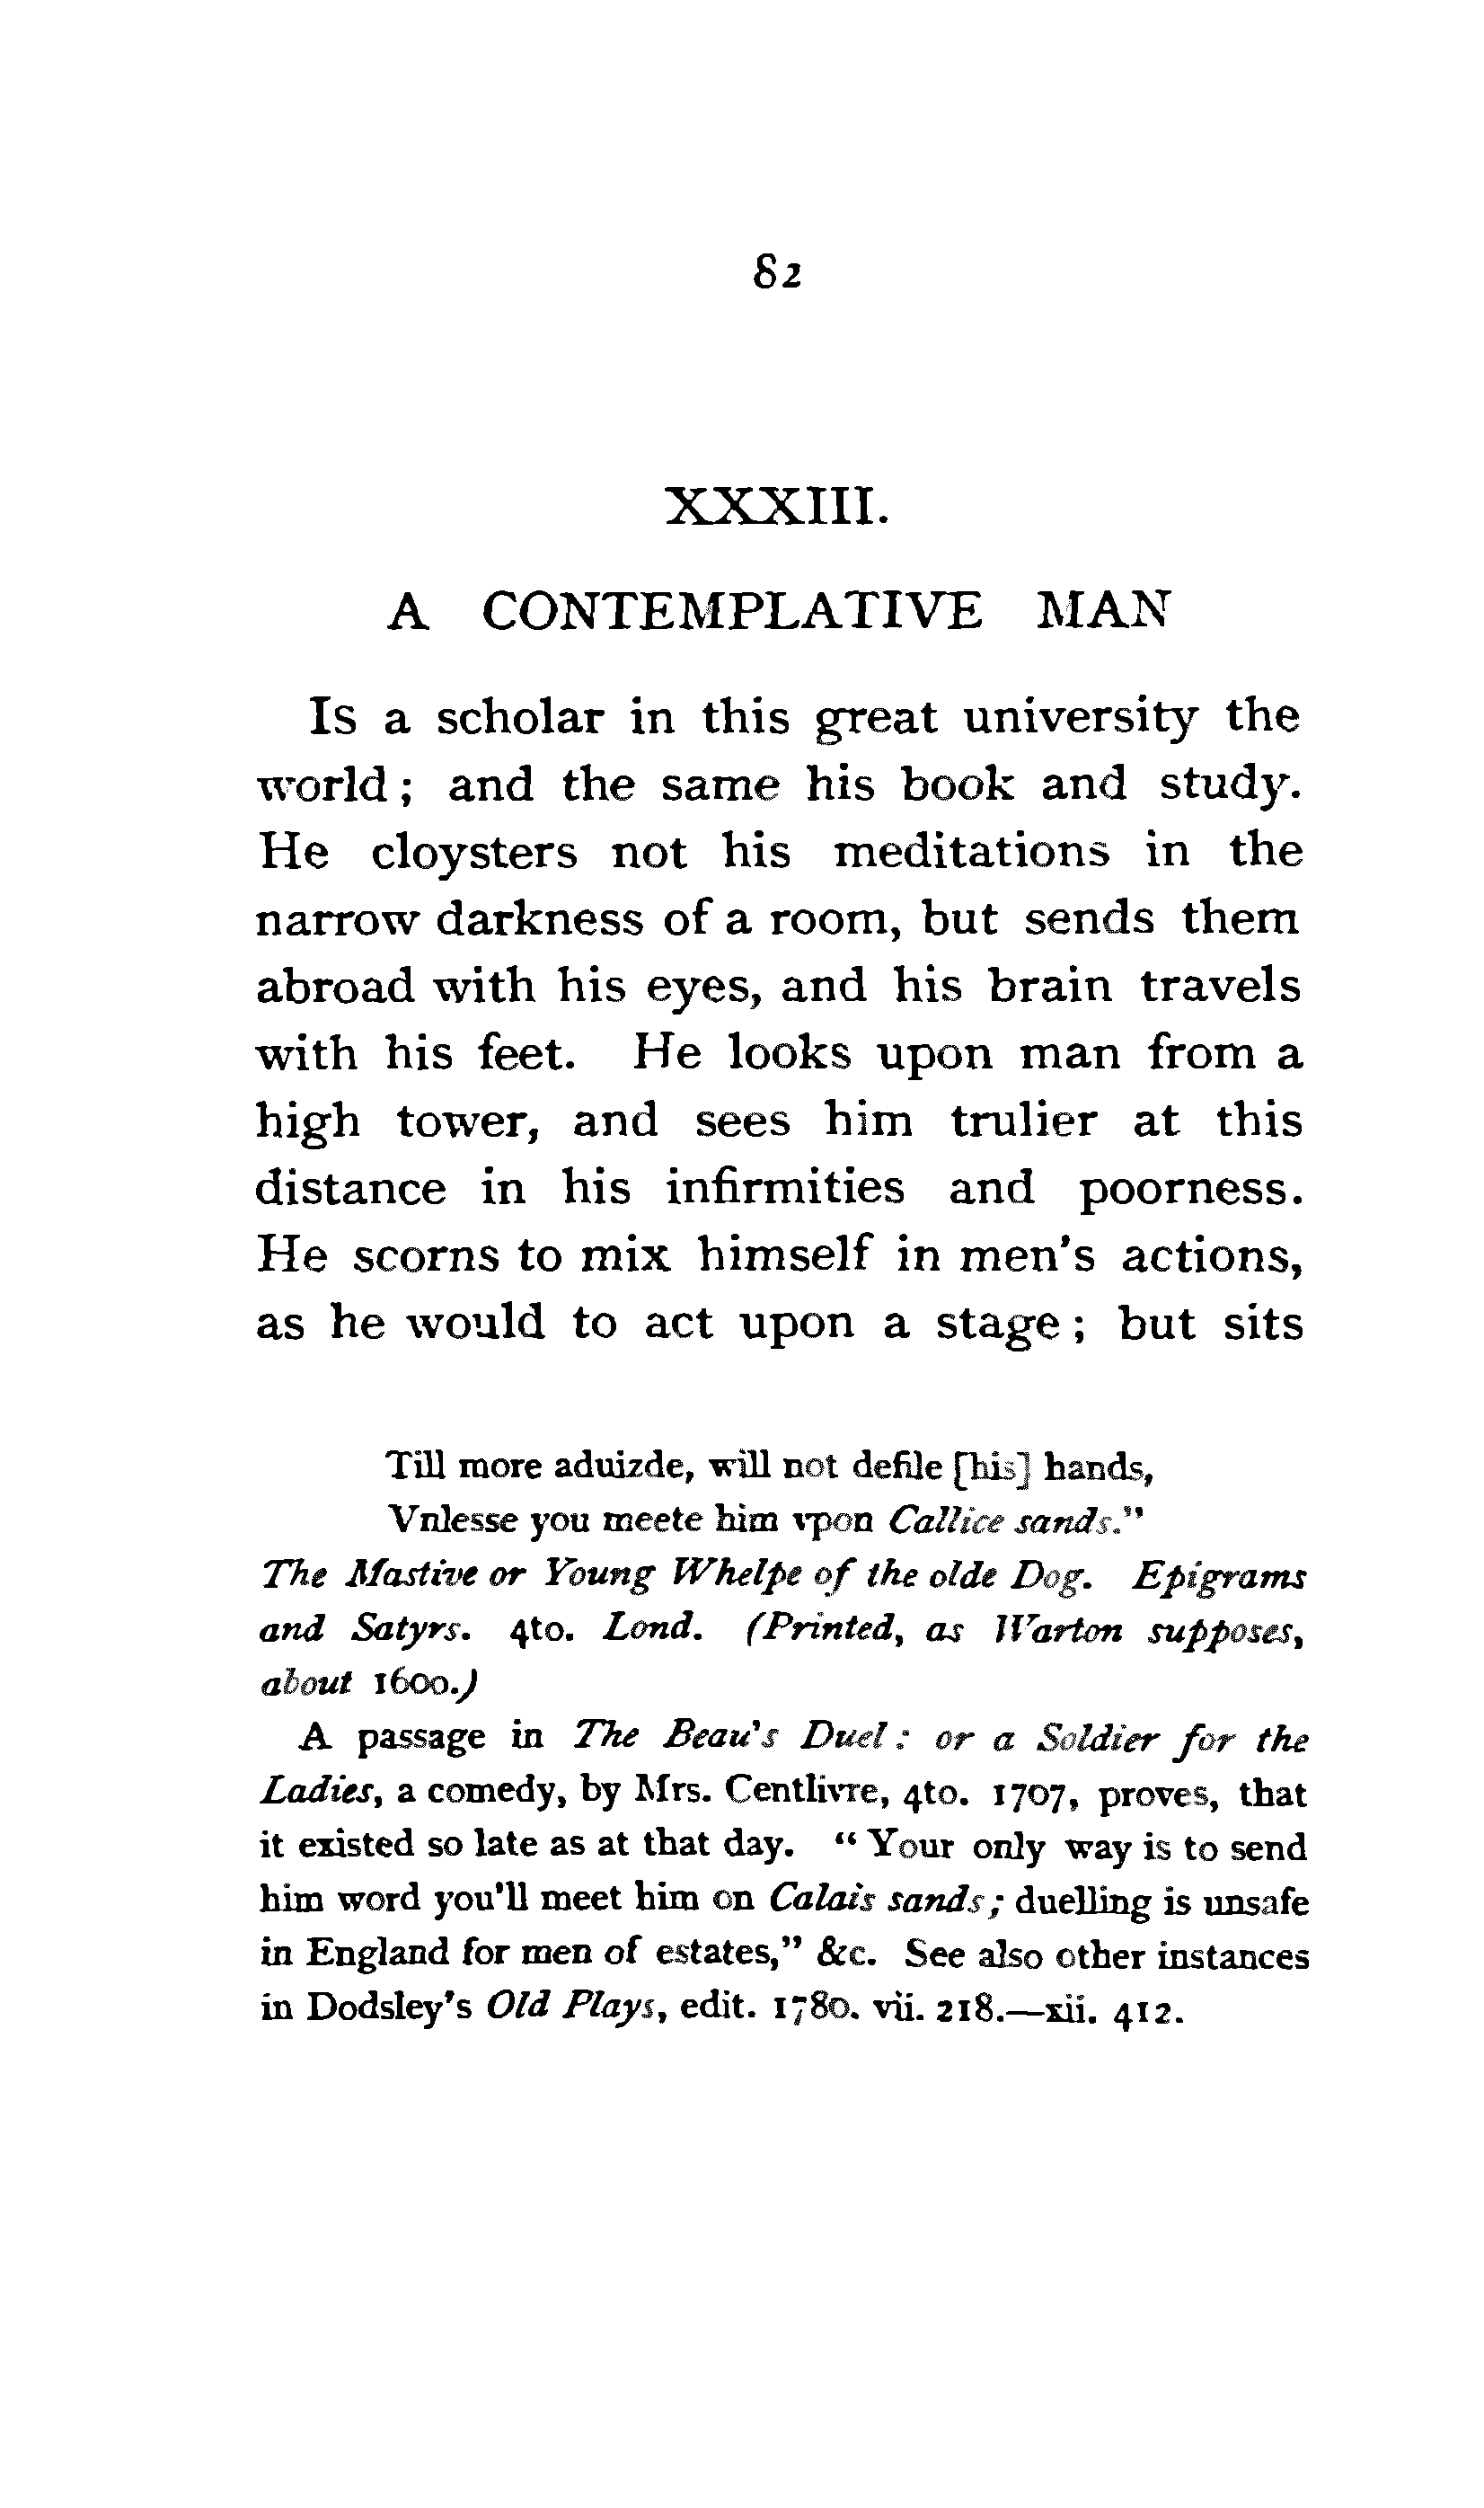 82
XXXIII.
A CONTEMPLATIVE MAN
Is a scholar in this great university the
world; and the same his book and study.
He cloysters not his meditations in the
narrow darkness of a room, but sends them
abroad with his eyes, and his brain travels
with his feet. He looks upon man from a
high tower, and sees him trulier at this
distance in his infirmities and poorness.
He scorns to mix himself in men's actions,
as he would to act upon a stage; but sits
Till more aduizde, will not defile [his] hands,
Vnlesse you meete him vpon Callice sands."
The Mastive or Young Whelpe of the olde Dog. Epigrams
and Satyrs. 4to. Lond. (Printed, as Warton supposes,
about 1600.)
A passage in The Beau's Duel: or a Soldier for the
Ladies, a comedy, by Mrs. Centlivre, 4to. 1707, proves, that
it existed so late as at that day. "Your only way is to send
him word you'll meet him on Calais sands; duelling is unsafe
in England for men of estates," &c. See also other instances
in Dodsley's Old Plays, edit. 1780. vii. 218.—xii. 412.